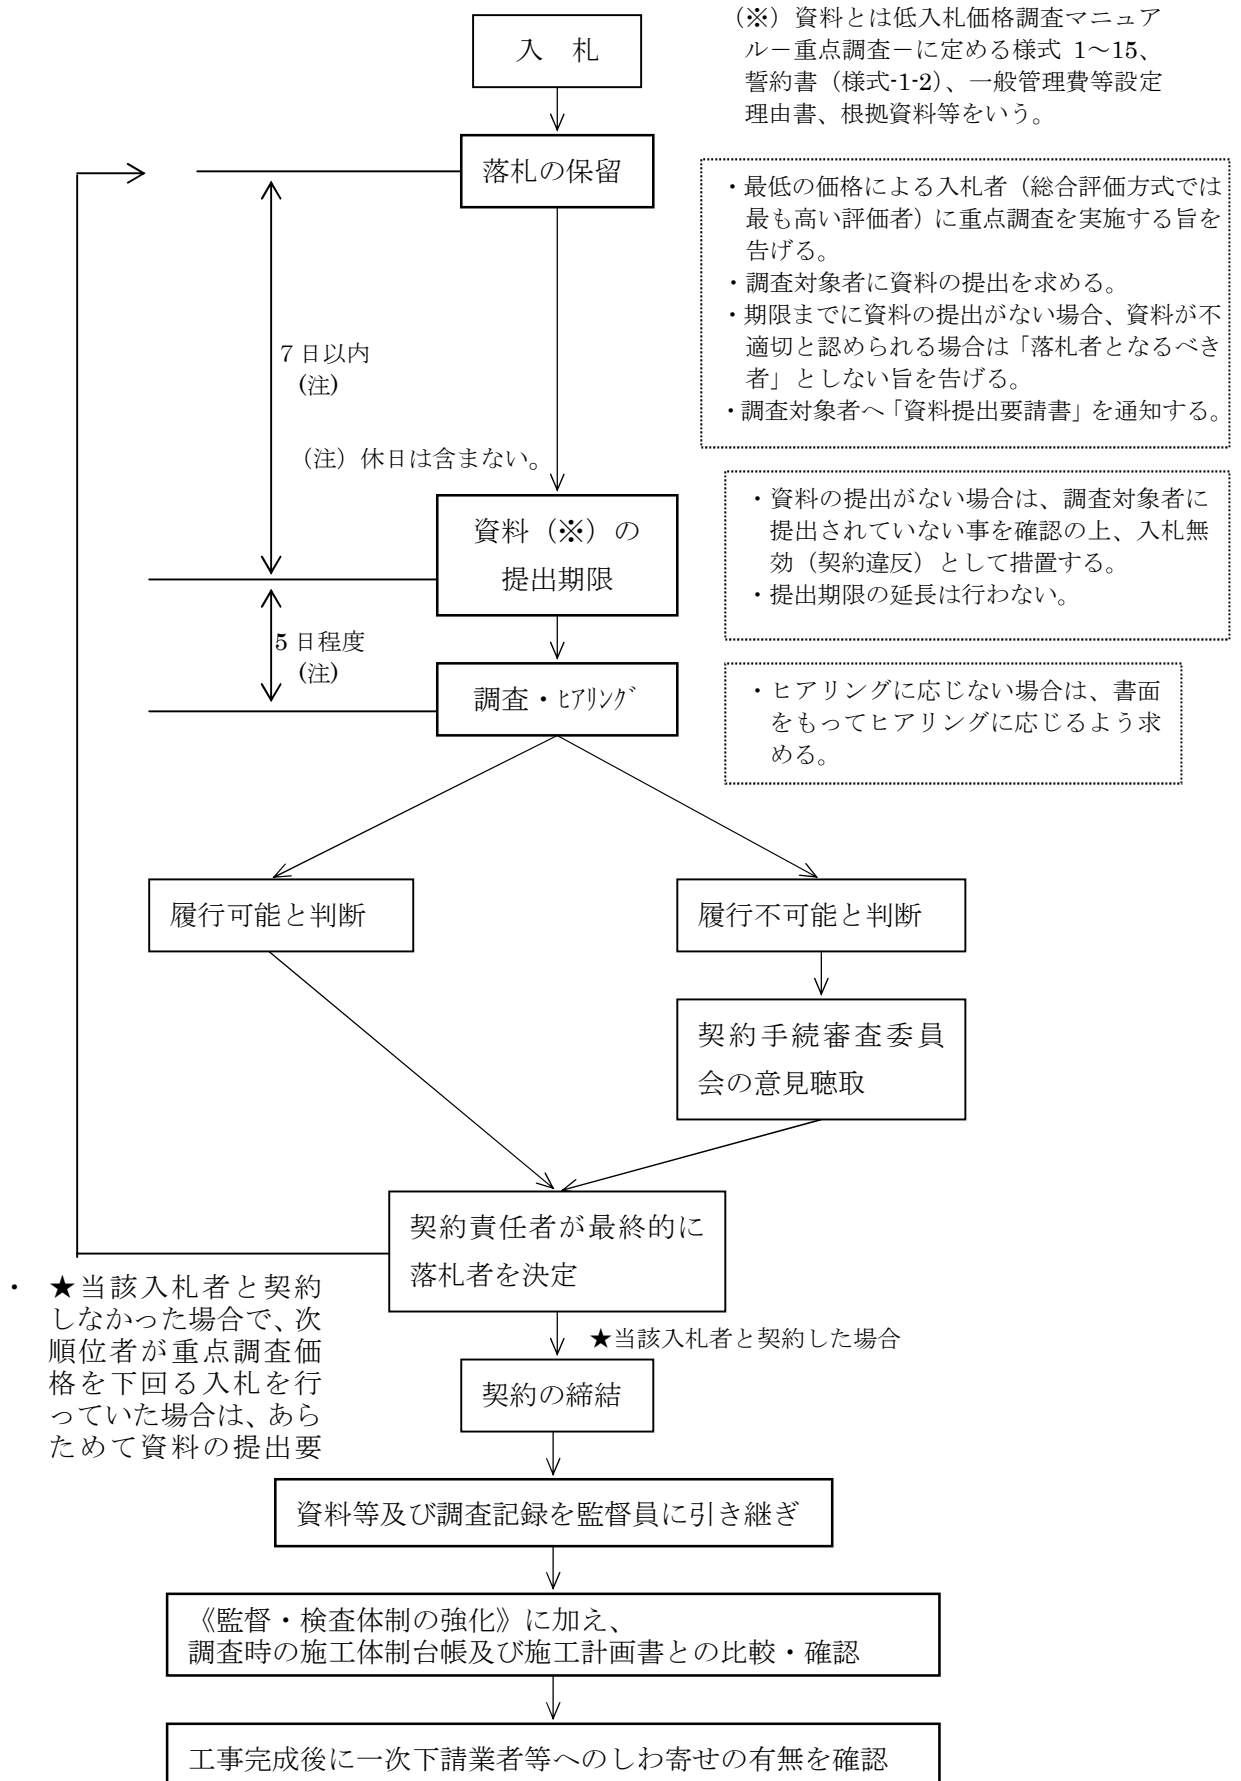 入　札
（※）資料とは低入札価格調査マニュア
ル－重点調査－に定める様式 1～15、
誓約書（様式-1-2）、一般管理費等設定
理由書、根拠資料等をいう。
落札の保留
・最低の価格による入札者（総合評価方式では
最も高い評価者）に重点調査を実施する旨を
告げる。
・調査対象者に資料の提出を求める。
・期限までに資料の提出がない場合、資料が不
適切と認められる場合は「落札者となるべき
者」としない旨を告げる。
・調査対象者へ「資料提出要請書」を通知する。
７日以内
(注)
（注）休日は含まない。
資料（※）の
提出期限
・資料の提出がない場合は、調査対象者に
提出されていない事を確認の上、入札無
効（契約違反）として措置する。
・提出期限の延長は行わない。
5 日程度
(注)
調査・ﾋｱﾘﾝｸﾞ
・ヒアリングに応じない場合は、書面
をもってヒアリングに応じるよう求
める。
履行可能と判断
履行不可能と判断
契約手続審査委員
会の意見聴取
契約責任者が最終的に
落札者を決定
・　★当該入札者と契約
しなかった場合で、次
順位者が重点調査価
格を下回る入札を行
っていた場合は、あら
ためて資料の提出要
★当該入札者と契約した場合
契約の締結
資料等及び調査記録を監督員に引き継ぎ
《監督・検査体制の強化》に加え、
調査時の施工体制台帳及び施工計画書との比較・確認
工事完成後に一次下請業者等へのしわ寄せの有無を確認